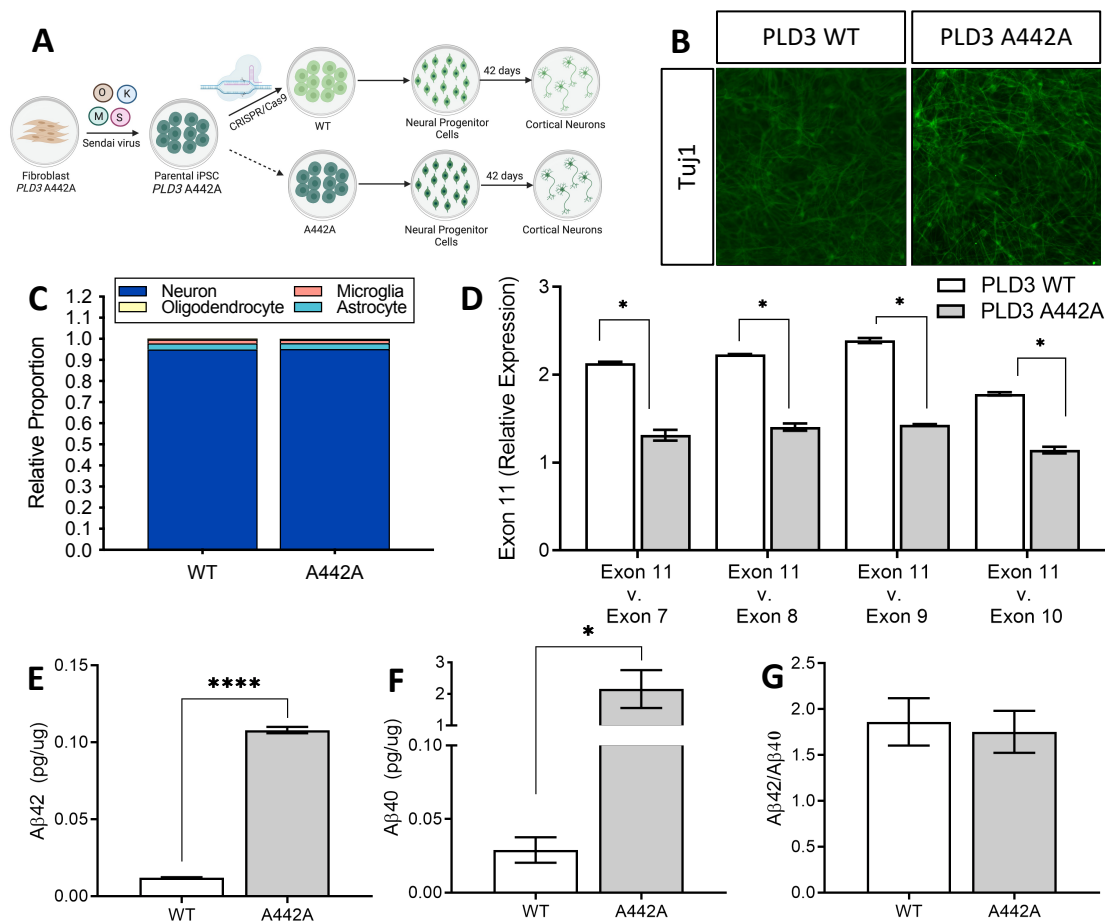 A
O
K
M
S
Sendai virus
Fibroblast
PLD3 A442A
Parental iPSC
PLD3 A442A
CRISPR/Cas9
WT
A442A
Neural Progenitor
Cells
42 days
Cortical Neurons
Neural Progenitor
Cells
42 days
Cortical Neurons
B
PLD3 WT
PLD3 A442A
Tuj1
C
Neuron
Microglia
Oligodendrocyte
Astrocyte
Relative Proportion
1.2
1.1
1.0
0.9
0.8
0.7
0.6
0.5
0.4
0.3
0.2
0.1
0.0
WT
A442A
D
PLD3 WT
PLD3 A442A
Exon 11 (Relative Expression)
3
2
1
0
*
*
*
*
Exon 11
v.
Exon 7
Exon 11
v.
Exon 8
Exon 11
v.
Exon 9
Exon 11
v.
Exon 10
E
Aβ42 (pg/ug)
0.15
0.10
0.05
0.00
****
WT
A442A
F
Aβ40 (pg/ug)
3
2
1
0.10
0.05
0.00
*
WT
A442A
G
Aβ42/Aβ40
2.5
2.0
1.5
1.0
0.5
0.0
WT
A442A